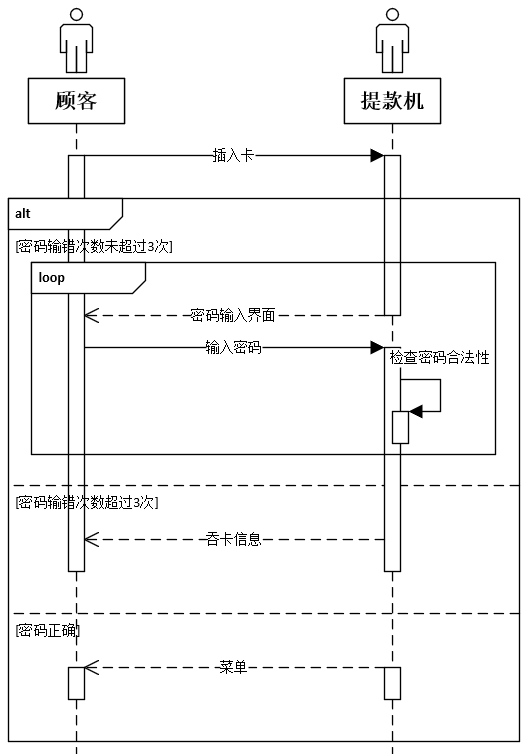 顾客
提款机
插入卡
alt
[密码输错次数未超过3次]
loop
密码输入界面
输入密码
检查密码合法性
[密码输错次数超过3次]
吞卡信息
[密码正确]
菜单